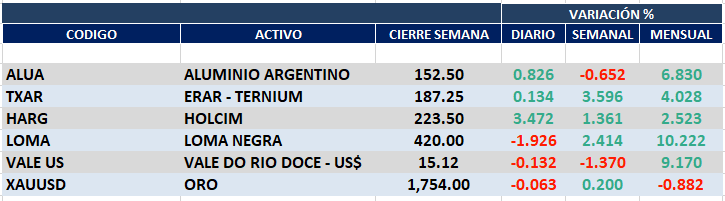 VARIACIÓN %
CODIGO ACTIVO CIERRE SEMANA DIARIO SEMANAL MENSUAL
ALUA ALUMINIO ARGENTINO 152.50 0.826 -0.652 6.830
TXAR ERAR - TERNIUM 187.25 0.134 3.596 4.028
HARG HOLCIM 223.50 3.472 1.361 2.523
LOMA LOMA NEGRA 420.00 -1.926 2.414 10.222
VALE US VALE DO RIO DOCE - US$ 15.12 -0.132 -1.370 9.170
XAUUSD ORO 1,754.00 -0.063 0.200 -0.882